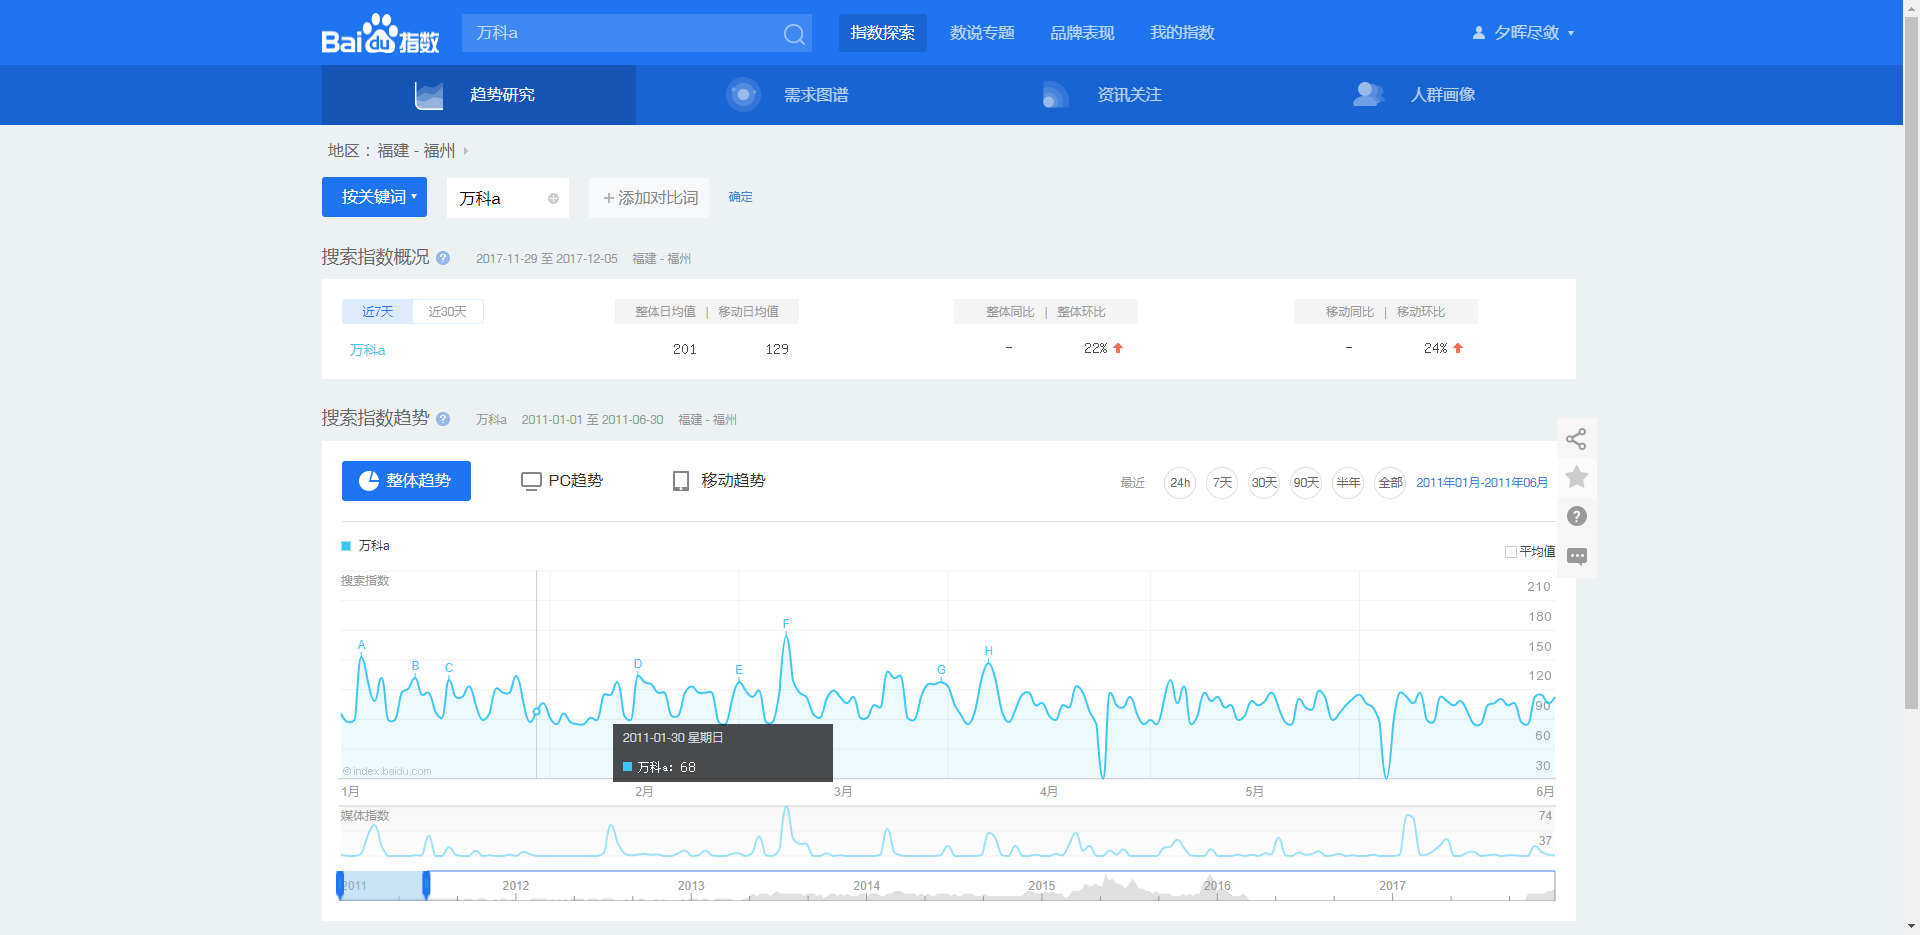 Baidu指数
万科a
指数探索 数说专题 品牌表现 我的指数
夕晖尽敛
趋势研究 需求图谱 资讯关注 人群画像
地区： 福建 - 福州
按关键词 万科a + 添加对比词 确定
搜索指数概况 ? 2017-11-29 至 2017-12-05 福建 - 福州
近7天 近30天 整体日均值 | 移动日均值 整体同比 | 整体环比 移动同比 | 移动环比
万科a 201 129 - 22% - 24%
搜索指数趋势 ? 万科a 2011-01-01 至 2011-06-30 福建 - 福州
整体趋势 PC趋势 移动趋势 最近 24h 7天 30天 90天 半年 全部 2011年01月-2011年06月
?
万科a
平均值
搜索指数
210
180
150
120
90
60
30
A B C D E F G H
2011-01-30 星期日
万科a: 68
©index.baidu.com
1月 2月 3月 4月 5月 6月
媒体指数
74
37
2011 2012 2013 2014 2015 2016 2017